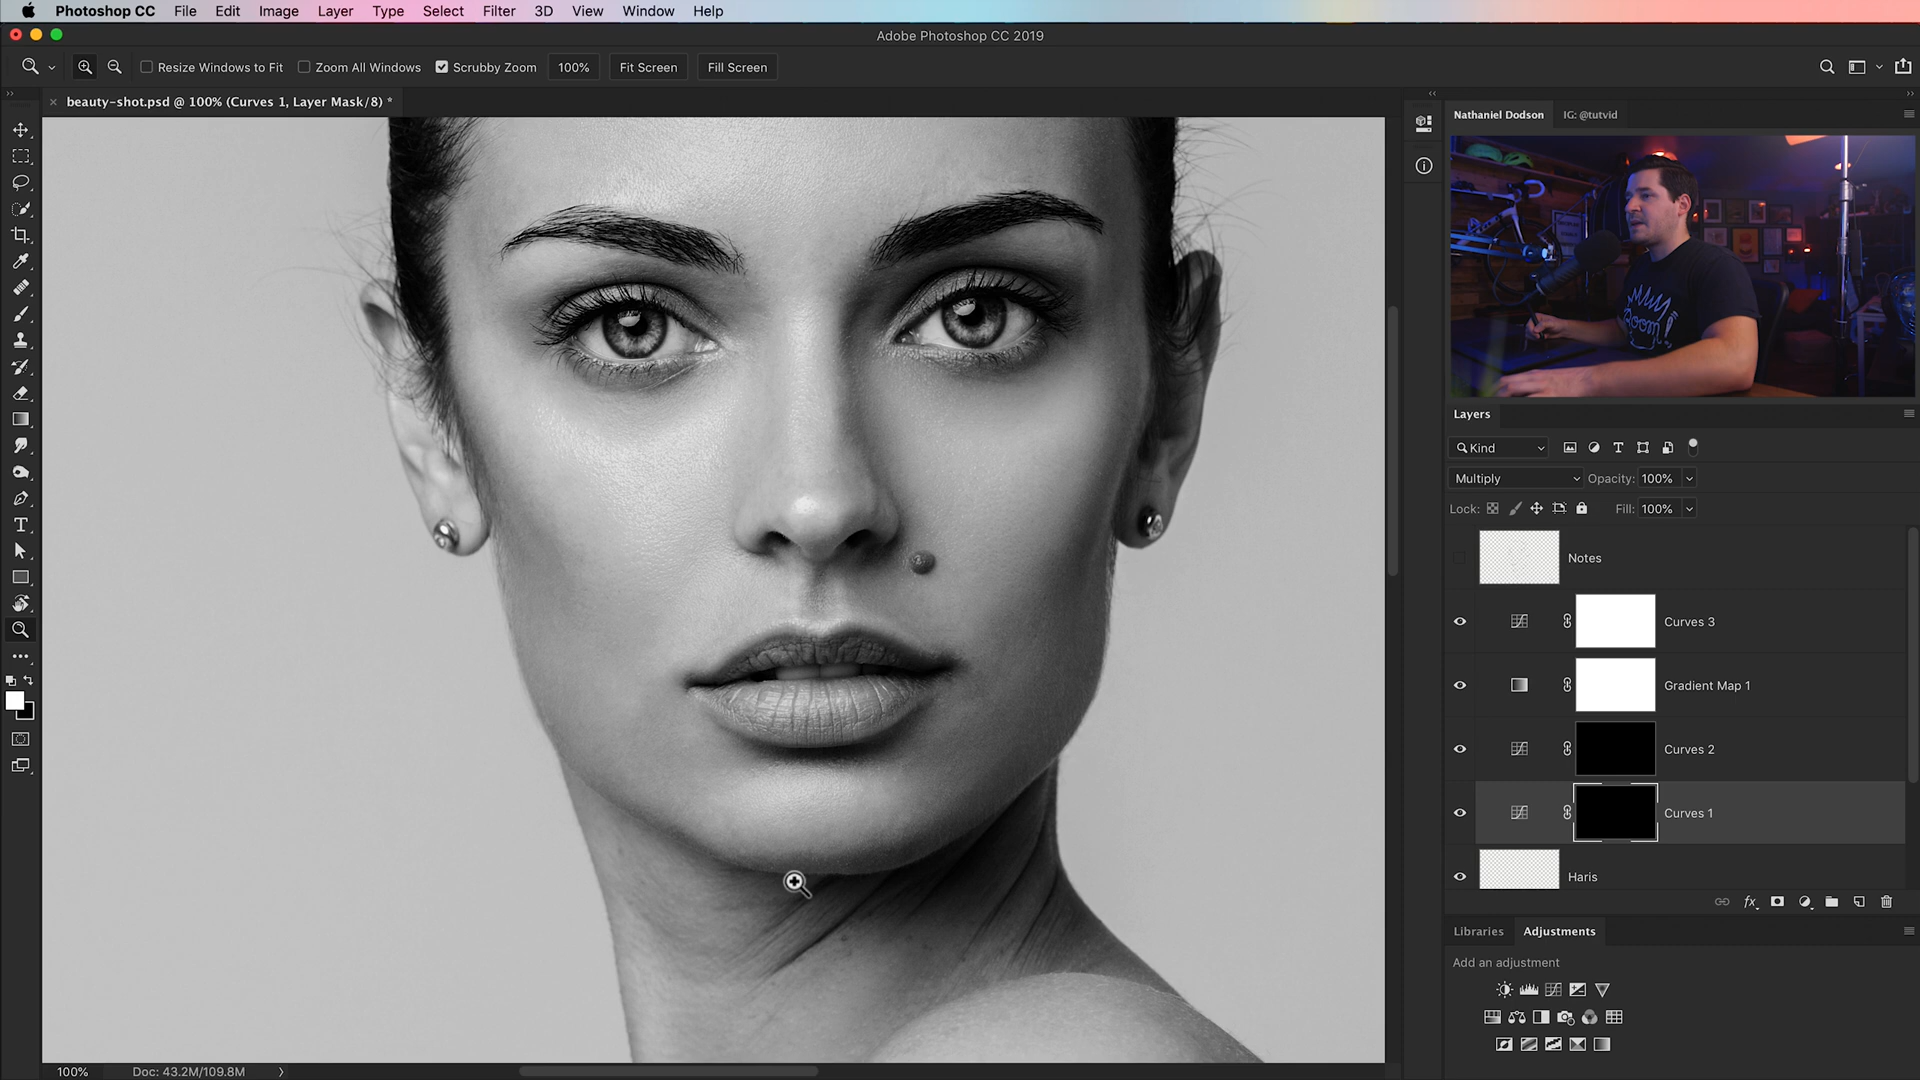 Photoshop CC File Edit Image Layer Type Select Filter 3D View Window Help
Adobe Photoshop CC 2019
Resize Windows to Fit Zoom All Windows Scrubby Zoom 100% Fit Screen Fill Screen
beauty-shot.psd @ 100% (Curves 1, Layer Mask/8) *
Nathaniel Dodson IG: @tutvid
Boom!
Layers
Kind
Multiply Opacity: 100%
Lock: Fill: 100%
Notes
Curves 3
Gradient Map 1
Curves 2
Curves 1
Haris
fx
Libraries Adjustments
Add an adjustment
100% Doc: 43.2M/109.8M